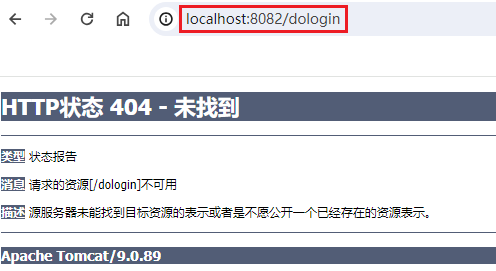 localhost:8082/dologin
HTTP状态 404 - 未找到
类型 状态报告
消息 请求的资源[/dologin]不可用
描述 源服务器未能找到目标资源的表示或者是不愿公开一个已经存在的资源表示。
Apache Tomcat/9.0.89